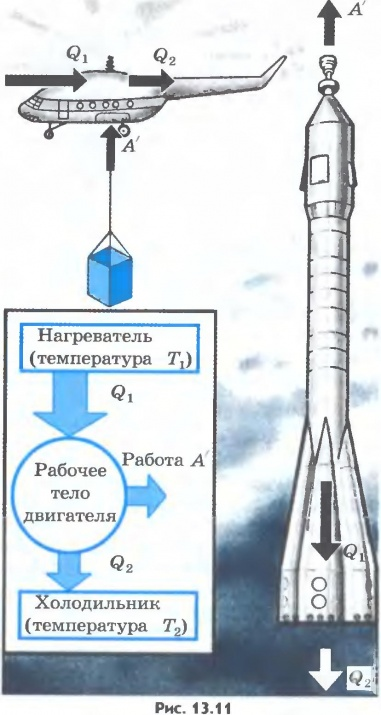 A′
Q₁
Q₂
A′
Нагреватель
(температура T₁)
Q₁
Рабочее
тело
двигателя
Работа A′
Q₂
Холодильник
(температура T₂)
Q₁
Q₂
Рис. 13.11